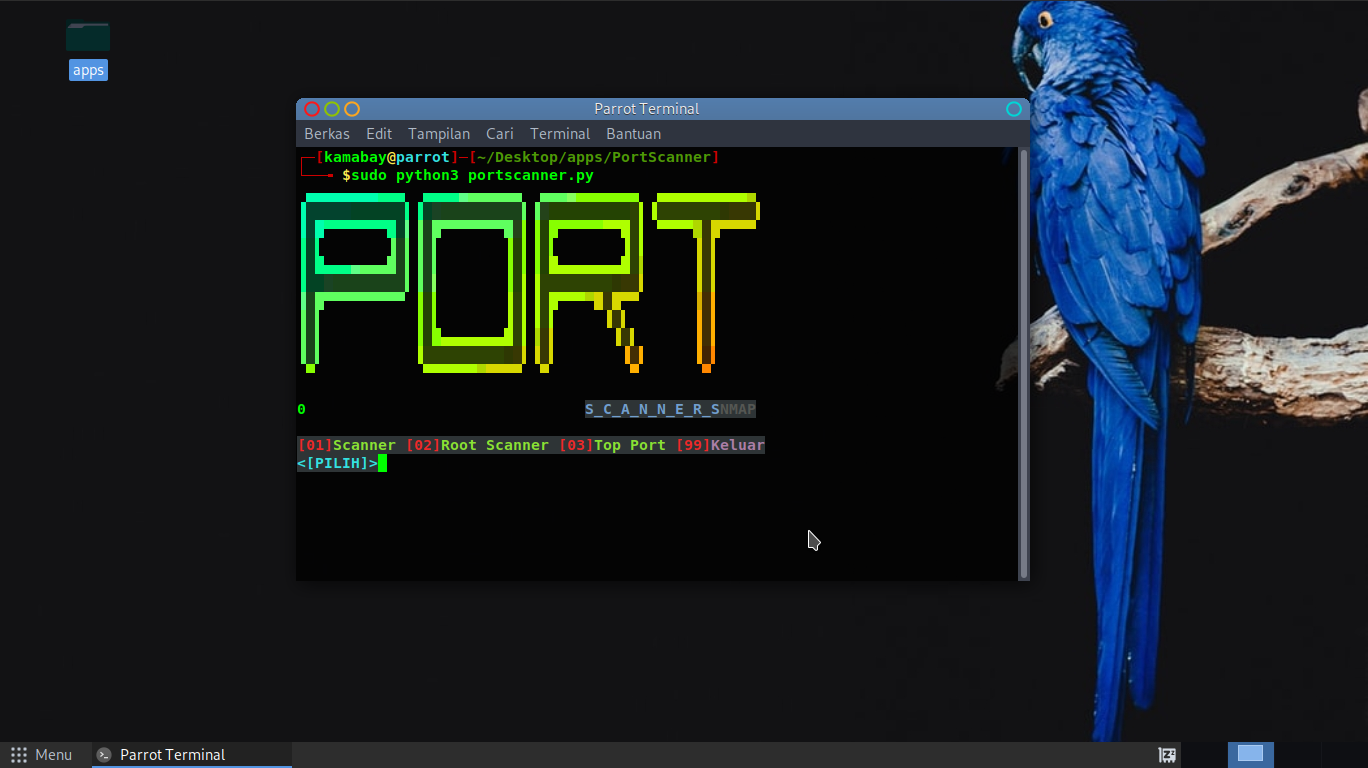 apps
Parrot Terminal
Berkas Edit Tampilan Cari Terminal Bantuan
┌─[kamabay@parrot]─[~/Desktop/apps/PortScanner]
└──╼ $sudo python3 portscanner.py
PORT
0 S_C_A_N_N_E_R_SNMAP
[01]Scanner [02]Root Scanner [03]Top Port [99]Keluar
<[PILIH]>
Menu Parrot Terminal